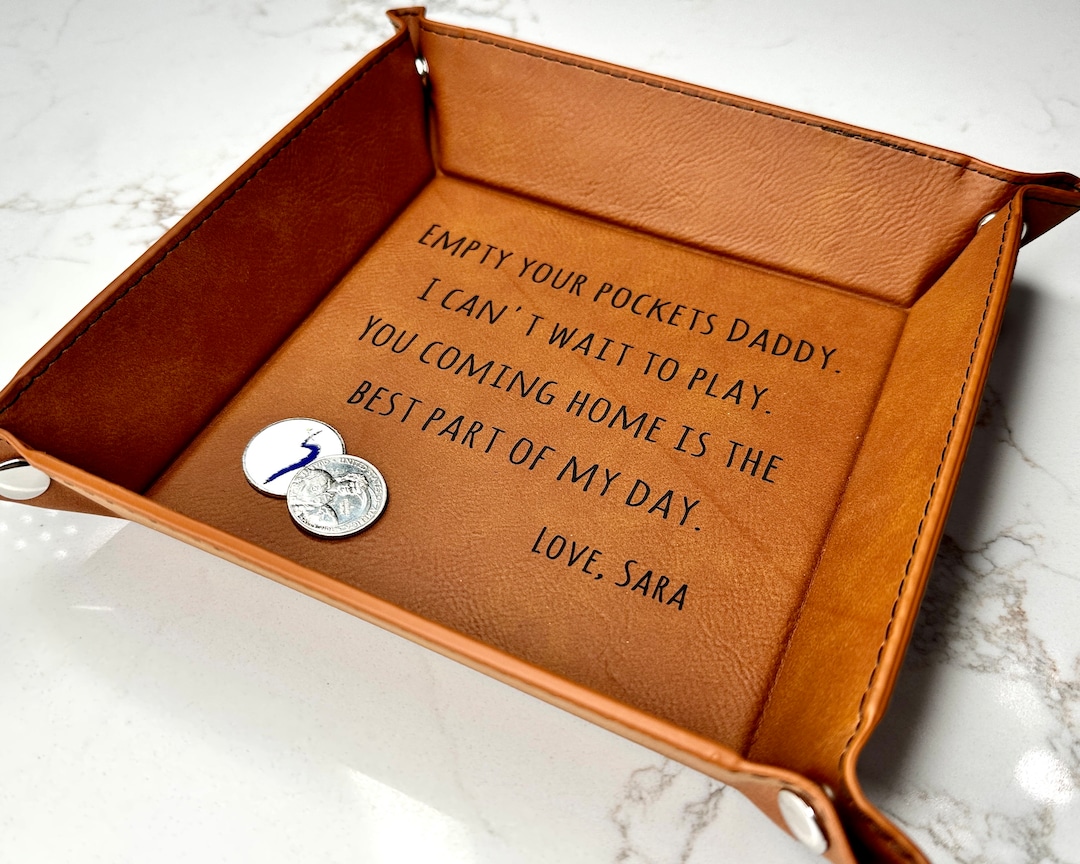 EMPTY YOUR POCKETS DADDY.
I CAN'T WAIT TO PLAY.
YOU COMING HOME IS THE
BEST PART OF MY DAY.
LOVE, SARA